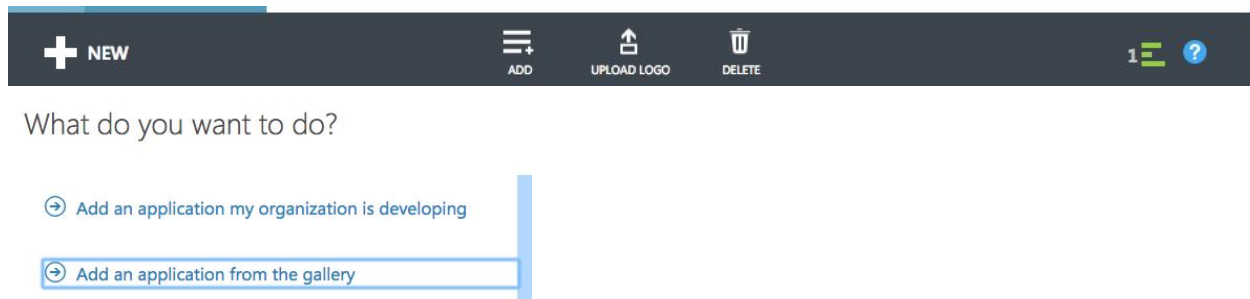 NEW
ADD
UPLOAD LOGO
DELETE
1
?
What do you want to do?
Add an application my organization is developing
Add an application from the gallery